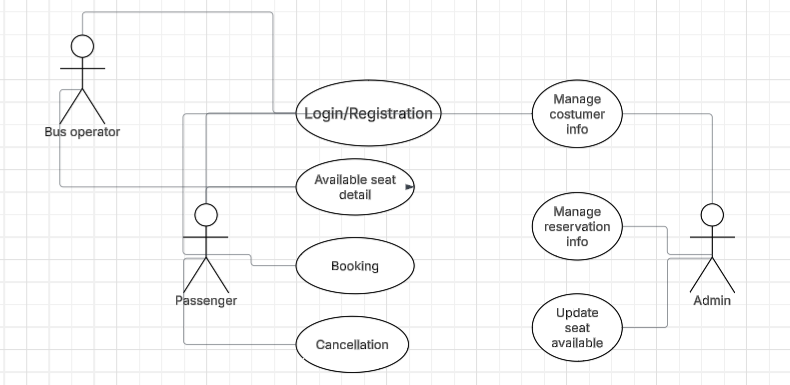 Bus operator
Login/Registration
Manage
costumer
info
Available seat
detail
Manage
reservation
info
Booking
Passenger
Admin
Update
seat
available
Cancellation